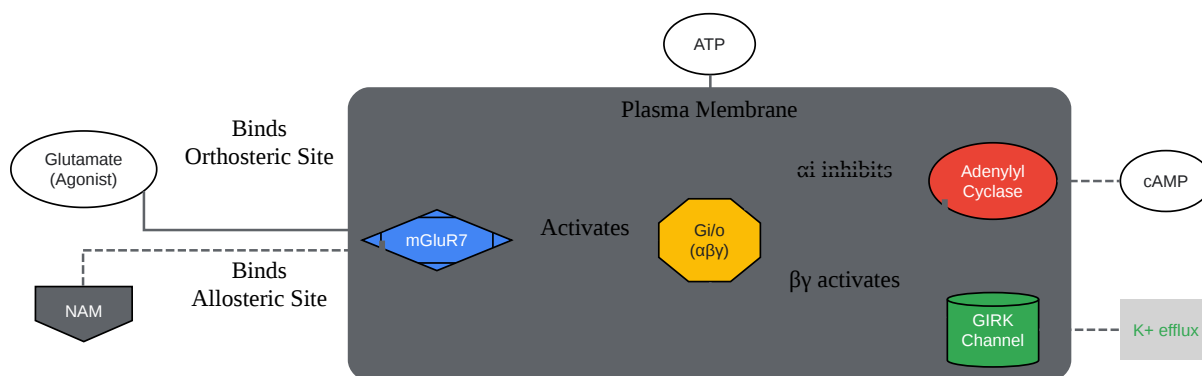 ATP
Plasma Membrane
Binds
Orthosteric Site
Glutamate
(Agonist)
αi inhibits
Adenylyl
Cyclase
cAMP
mGluR7
Activates
Gi/o
(αβγ)
Binds
Allosteric Site
βγ activates
NAM
GIRK
Channel
K+ efflux